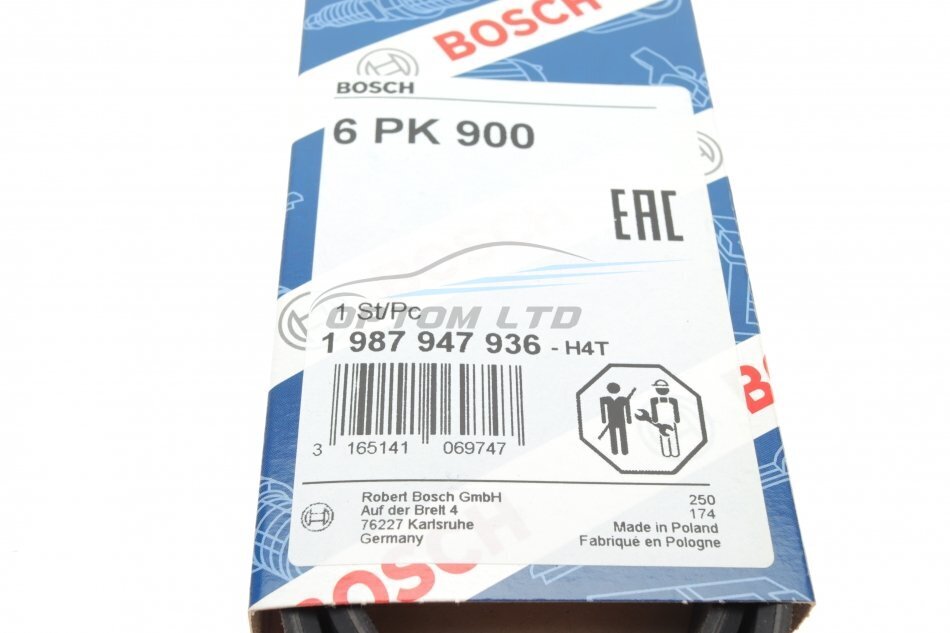 BOSCH
BOSCH
6 PK 900
EAC
1 St/Pc
OPTOM LTD
1 987 947 936 - H4T
3 165141 069747
Robert Bosch GmbH
Auf der Breit 4
76227 Karlsruhe
Germany
250
174
Made in Poland
Fabriqué en Pologne
BO
BOSCH